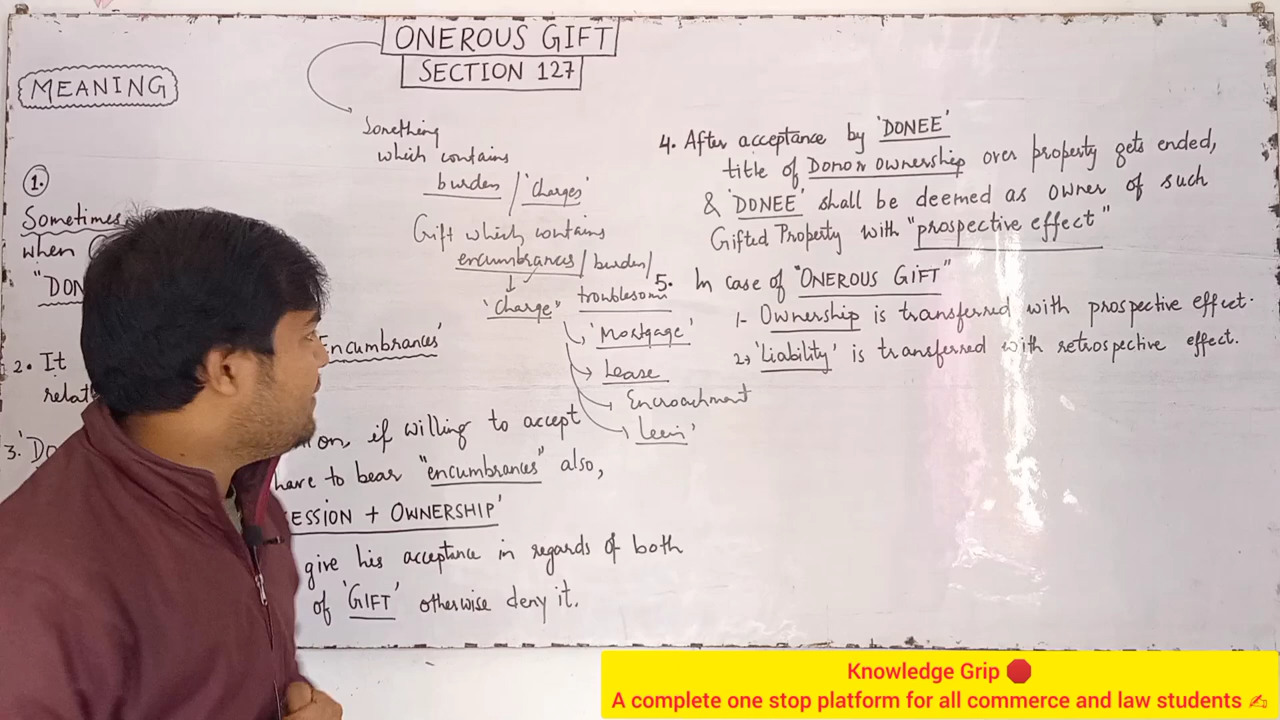 ONEROUS GIFT
SECTION 127
MEANING
Something
which contains
burden / 'Charges'
Gift which contains
encumbrances / burden /
'Charge' troublesome
'Mortgage'
Lease
Encroachment
'Leein'
1.
Sometimes
when
"DON
2. It
relat
Encumbrances'
3. 'Do
on, if willing to accept
have to bear "encumbrances" also,
ESSION + OWNERSHIP'
give his acceptance in regards of both
of 'GIFT' otherwise deny it.
4. After acceptance by 'DONEE'
title of Donor ownership over property gets ended,
& 'DONEE' shall be deemed as owner of such
Gifted Property with "prospective effect"
5. In case of "ONEROUS GIFT"
1- Ownership is transferred with prospective effect.
2, 'Liability' is transferred with retrospective effect.
Knowledge Grip 🛑
A complete one stop platform for all commerce and law students ✍